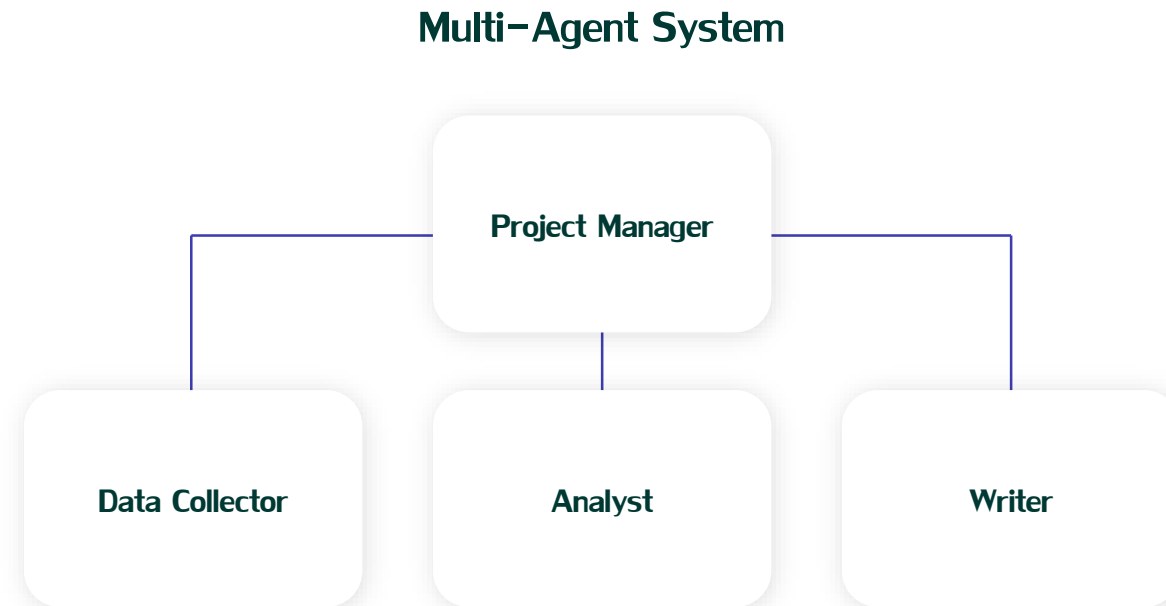 Multi-Agent System
Project Manager
Data Collector
Analyst
Writer